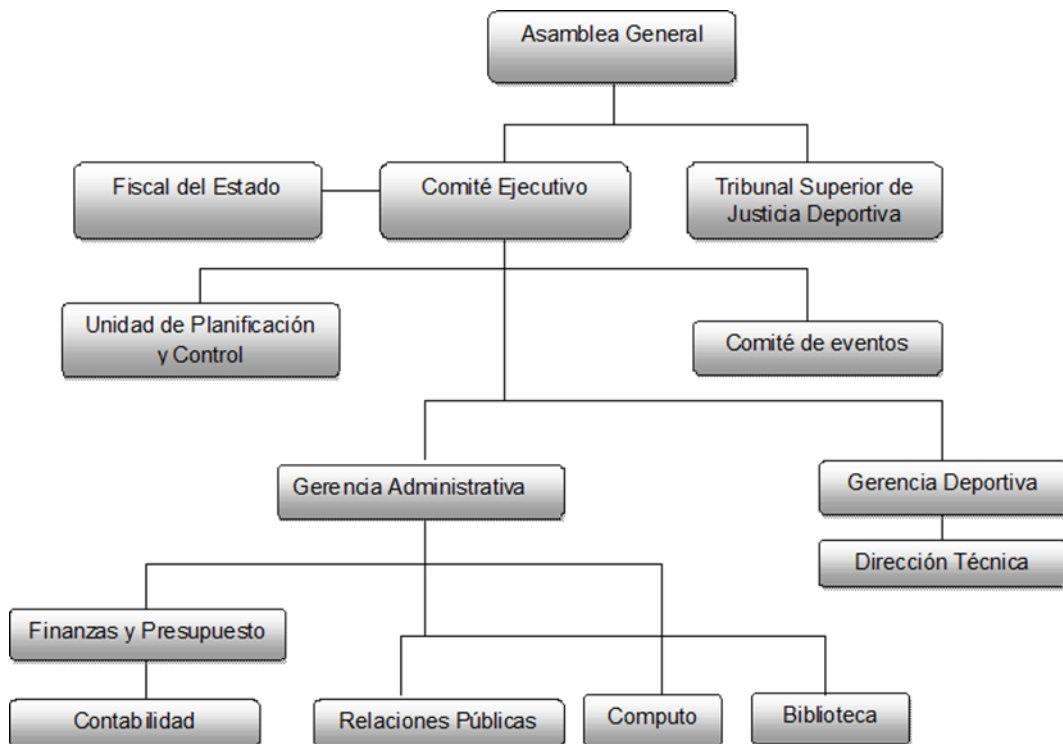 Asamblea General
Fiscal del Estado
Comité Ejecutivo
Tribunal Superior de
Justicia Deportiva
Unidad de Planificación
y Control
Comité de eventos
Gerencia Administrativa
Gerencia Deportiva
Dirección Técnica
Finanzas y Presupuesto
Contabilidad
Relaciones Públicas
Computo
Biblioteca